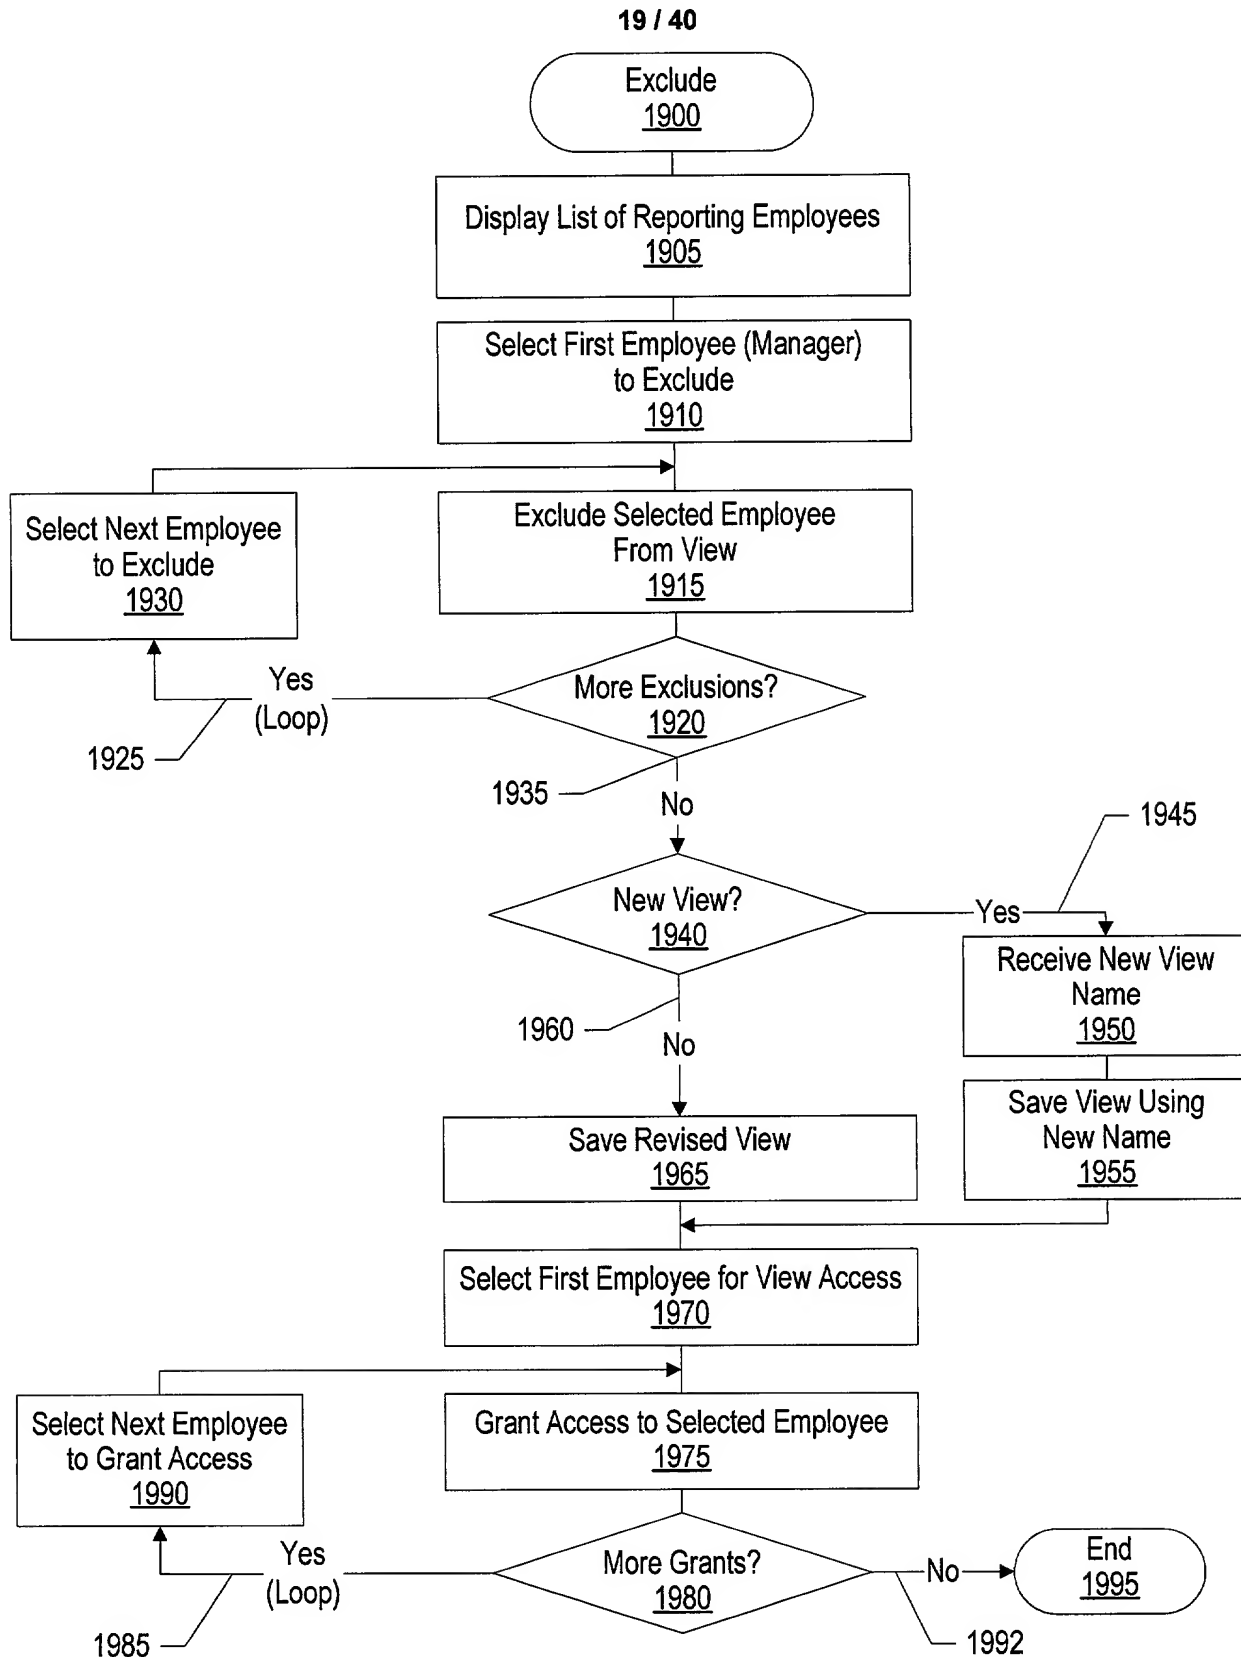 19 / 40
Exclude
1900
Display List of Reporting Employees
1905
Select First Employee (Manager)
to Exclude
1910
Select Next Employee
to Exclude
1930
Exclude Selected Employee
From View
1915
Yes
(Loop)
1925
More Exclusions?
1920
1935
No
1945
New View?
1940
Yes
Receive New View
Name
1950
1960
No
Save View Using
New Name
1955
Save Revised View
1965
Select First Employee for View Access
1970
Select Next Employee
to Grant Access
1990
Grant Access to Selected Employee
1975
Yes
(Loop)
1985
More Grants?
1980
No
1992
End
1995